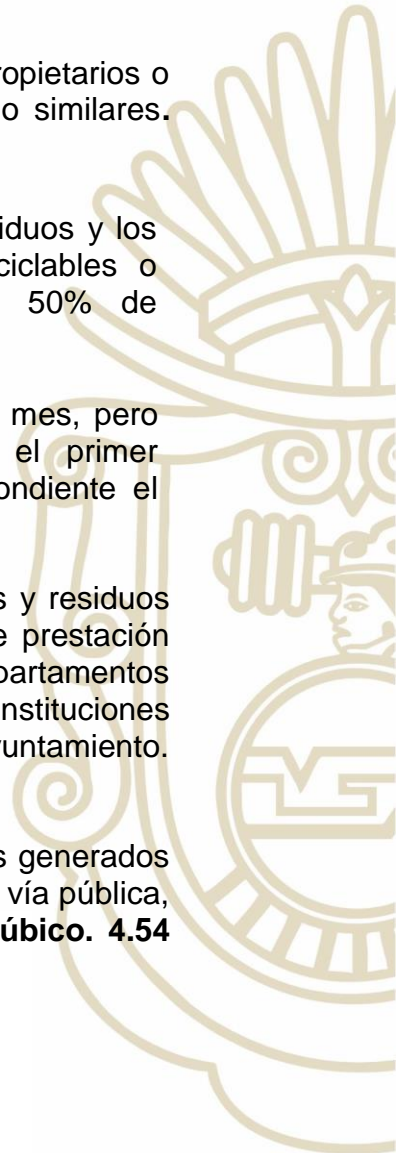 ropietarios o
o similares.
iduos y los
ciclables o
50% de
mes, pero
el primer
ondiente el
s y residuos
e prestación
partamentos
nstituciones
untamiento.
s generados
vía pública,
úbico. 4.54